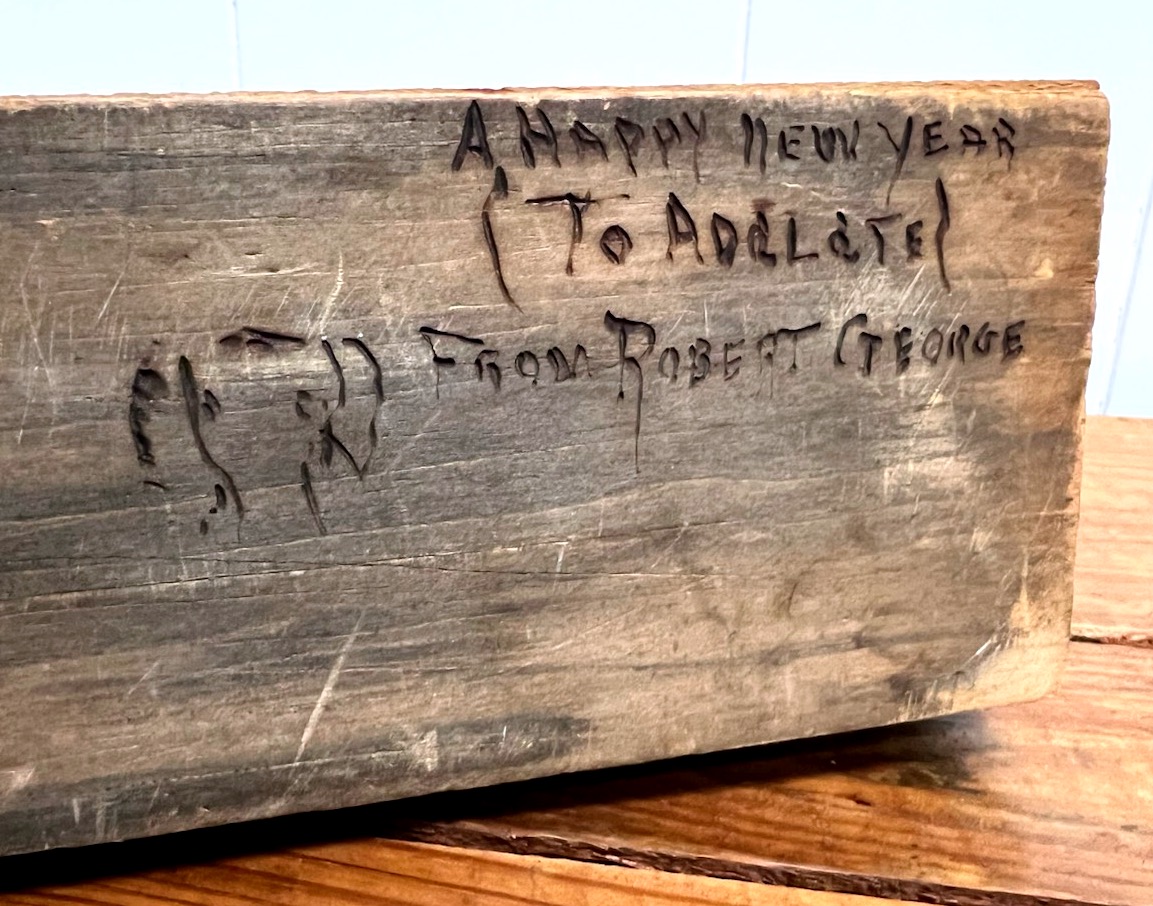 A HAPPY NEW YEAR
(TO ADELATE)
FROM ROBERT GEORGE